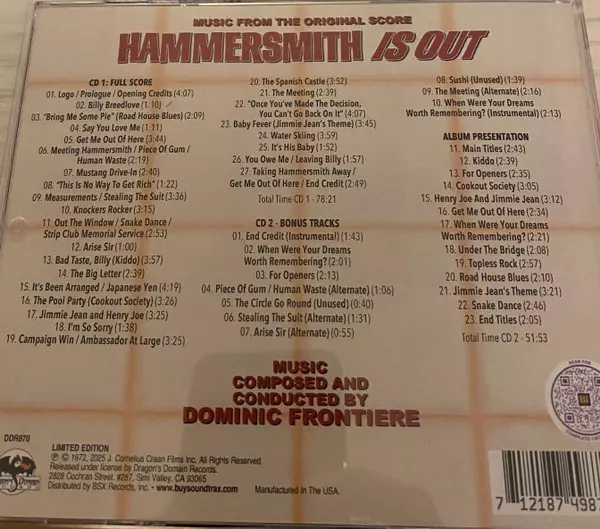 MUSIC FROM THE ORIGINAL SCORE
HAMMERSMITH IS OUT
CD 1: FULL SCORE
01. Logo / Prologue / Opening Credits (4:07)
02. Billy Breedlove (1:10)
03. "Bring Me Some Pie" (Road House Blues) (2:09)
04. Say You Love Me (1:11)
05. Get Me Out Of Here (3:44)
06. Meeting Hammersmith / Piece Of Gum /
Human Waste (2:19)
07. Mustang Drive-In (2:40)
08. "This Is No Way To Get Rich" (1:22)
09. Measurements / Stealing The Suit (3:36)
10. Knockers Rocker (3:15)
11. Out The Window / Snake Dance /
Strip Club Memorial Service (2:53)
12. Arise Sir (1:00)
13. Bad Taste, Billy (Kiddo) (3:57)
14. The Big Letter (2:39)
15. It's Been Arranged / Japanese Yen (4:19)
16. The Pool Party (Cookout Society) (3:26)
17. Jimmie Jean and Henry Joe (3:25)
18. I'm So Sorry (1:38)
19. Campaign Win / Ambassador At Large (3:25)
20. The Spanish Castle (3:52)
21. The Meeting (2:39)
22. "Once You've Made The Decision,
You Can't Go Back On It" (4:07)
23. Baby Fever (Jimmie Jean's Theme) (3:45)
24. Water Skiing (3:59)
25. It's His Baby (1:52)
26. You Owe Me / Leaving Billy (1:57)
27. Taking Hammersmith Away /
Get Me Out Of Here / End Credit (2:49)
Total Time CD 1 - 78:21
CD 2 - BONUS TRACKS
01. End Credit (Instrumental) (1:43)
02. When Were Your Dreams
Worth Remembering? (2:01)
03. For Openers (2:13)
04. Piece Of Gum / Human Waste (Alternate) (1:06)
05. The Circle Go Round (Unused) (0:40)
06. Stealing The Suit (Alternate) (1:31)
07. Arise Sir (Alternate) (0:55)
08. Sushi (Unused) (1:39)
09. The Meeting (Alternate) (2:16)
10. When Were Your Dreams
Worth Remembering? (Instrumental) (2:13)
ALBUM PRESENTATION
11. Main Titles (2:43)
12. Kiddo (2:39)
13. For Openers (2:35)
14. Cookout Society (3:05)
15. Henry Joe And Jimmie Jean (3:12)
16. Get Me Out Of Here (2:34)
17. When Were Your Dreams
Worth Remembering? (2:21)
18. Under The Bridge (2:08)
19. Topless Rock (2:57)
20. Road House Blues (2:10)
21. Jimmie Jean's Theme (3:21)
22. Snake Dance (2:46)
23. End Titles (2:05)
Total Time CD 2 - 51:53
MUSIC
COMPOSED AND
CONDUCTED BY
DOMINIC FRONTIERE
SCAN FOR
DDR870
LIMITED EDITION
Ⓟ © 1972, 2025 J. Cornelius Crean Films Inc. All Rights Reserved.
Released under license by Dragon's Domain Records.
2828 Cochran Street, #287, Simi Valley, CA 93065
Distributed by BSX Records, Inc. • www.buysoundtrax.com
Manufactured In The USA.
7 12187 4987